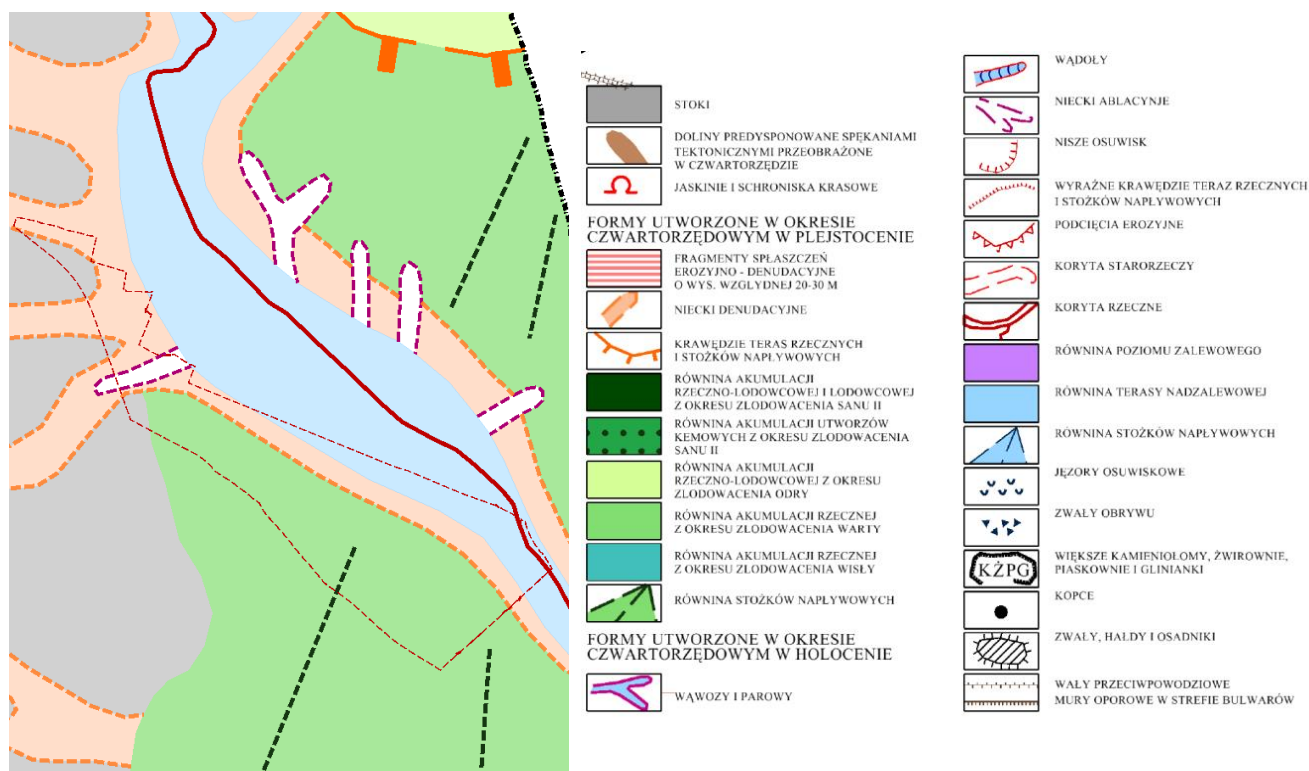 STOKI
DOLINY PREDYSPONOWANE SPĘKANIAMI
TEKTONICZNYMI PRZEOBRAŻONE
W CZWARTORZĘDZIE
JASKINIE I SCHRONISKA KRASOWE
FORMY UTWORZONE W OKRESIE
CZWARTORZĘDOWYM W PLEJSTOCENIE
FRAGMENTY SPŁASZCZEŃ
EROZYJNO - DENUDACYJNE
O WYS. WZGLYDNEJ 20-30 M
NIECKI DENUDACYJNE
KRAWĘDZIE TERAS RZECZNYCH
I STOŻKÓW NAPŁYWOWYCH
RÓWNINA AKUMULACJI
RZECZNO-LODOWCOWEJ I LODOWCOWEJ
Z OKRESU ZLODOWACENIA SANU II
RÓWNINA AKUMULACJI UTWORZÓW
KEMOWYCH Z OKRESU ZLODOWACENIA
SANU II
RÓWNINA AKUMULACJI
RZECZNO-LODOWCOWEJ Z OKRESU
ZLODOWACENIA ODRY
RÓWNINA AKUMULACJI RZECZNEJ
Z OKRESU ZLODOWACENIA WARTY
RÓWNINA AKUMULACJI RZECZNEJ
Z OKRESU ZLODOWACENIA WISŁY
RÓWNINA STOŻKÓW NAPŁYWOWYCH
FORMY UTWORZONE W OKRESIE
CZWARTORZĘDOWYM W HOLOCENIE
WĄWOZY I PAROWY
WĄDOŁY
NIECKI ABLACYNJE
NISZE OSUWISK
WYRAŹNE KRAWĘDZIE TERAZ RZECZNYCH
I STOŻKÓW NAPŁYWOWYCH
PODCIĘCIA EROZYJNE
KORYTA STARORZECZY
KORYTA RZECZNE
RÓWNINA POZIOMU ZALEWOWEGO
RÓWNINA TERASY NADZALEWOWEJ
RÓWNINA STOŻKÓW NAPŁYWOWYCH
JĘZORY OSUWISKOWE
ZWAŁY OBRYWU
KŻPG
WIĘKSZE KAMIENIOŁOMY, ŻWIROWNIE,
PIASKOWNIE I GLINIANKI
KOPCE
ZWAŁY, HAŁDY I OSADNIKI
WAŁY PRZECIWPOWODZIOWE
MURY OPOROWE W STREFIE BULWARÓW